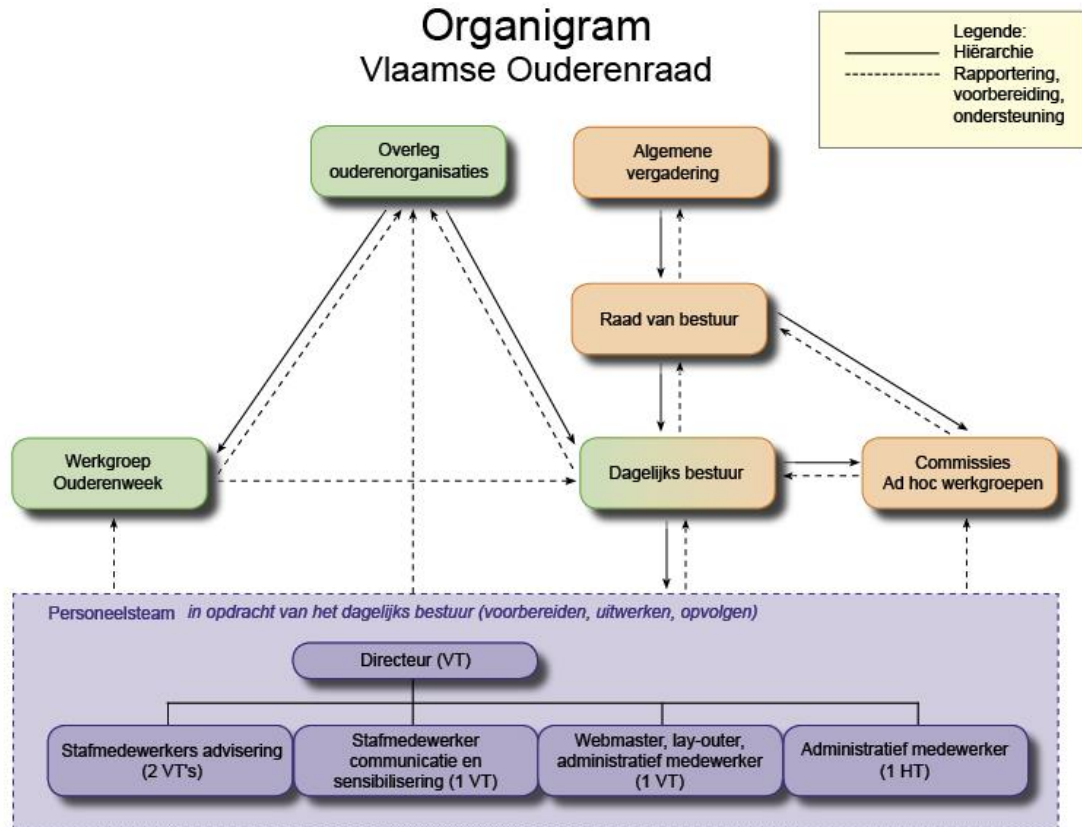 Organigram
Vlaamse Ouderenraad
Legende:
Hiërarchie
Rapportering,
voorbereiding,
ondersteuning
Overleg
ouderenorganisaties
Algemene
vergadering
Raad van bestuur
Werkgroep
Ouderenweek
Dagelijks bestuur
Commissies
Ad hoc werkgroepen
Personeelsteam in opdracht van het dagelijks bestuur (voorbereiden, uitwerken, opvolgen)
Directeur (VT)
Stafmedewerkers advisering
(2 VT's)
Stafmedewerker
communicatie en
sensibilisering (1 VT)
Webmaster, lay-outer,
administratief medewerker
(1 VT)
Administratief medewerker
(1 HT)